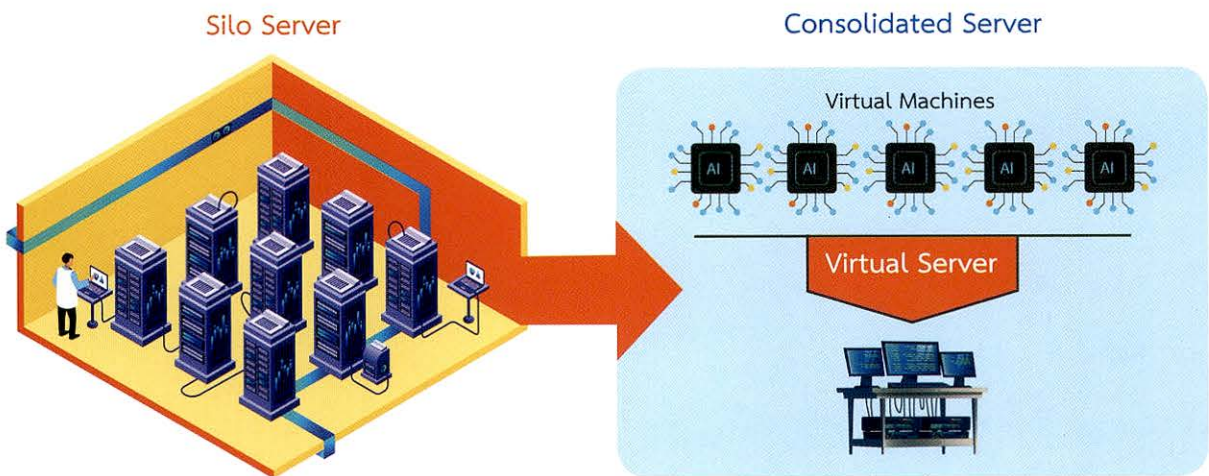 Silo Server
Consolidated Server
Virtual Machines
AI
AI
AI
AI
AI
Virtual Server